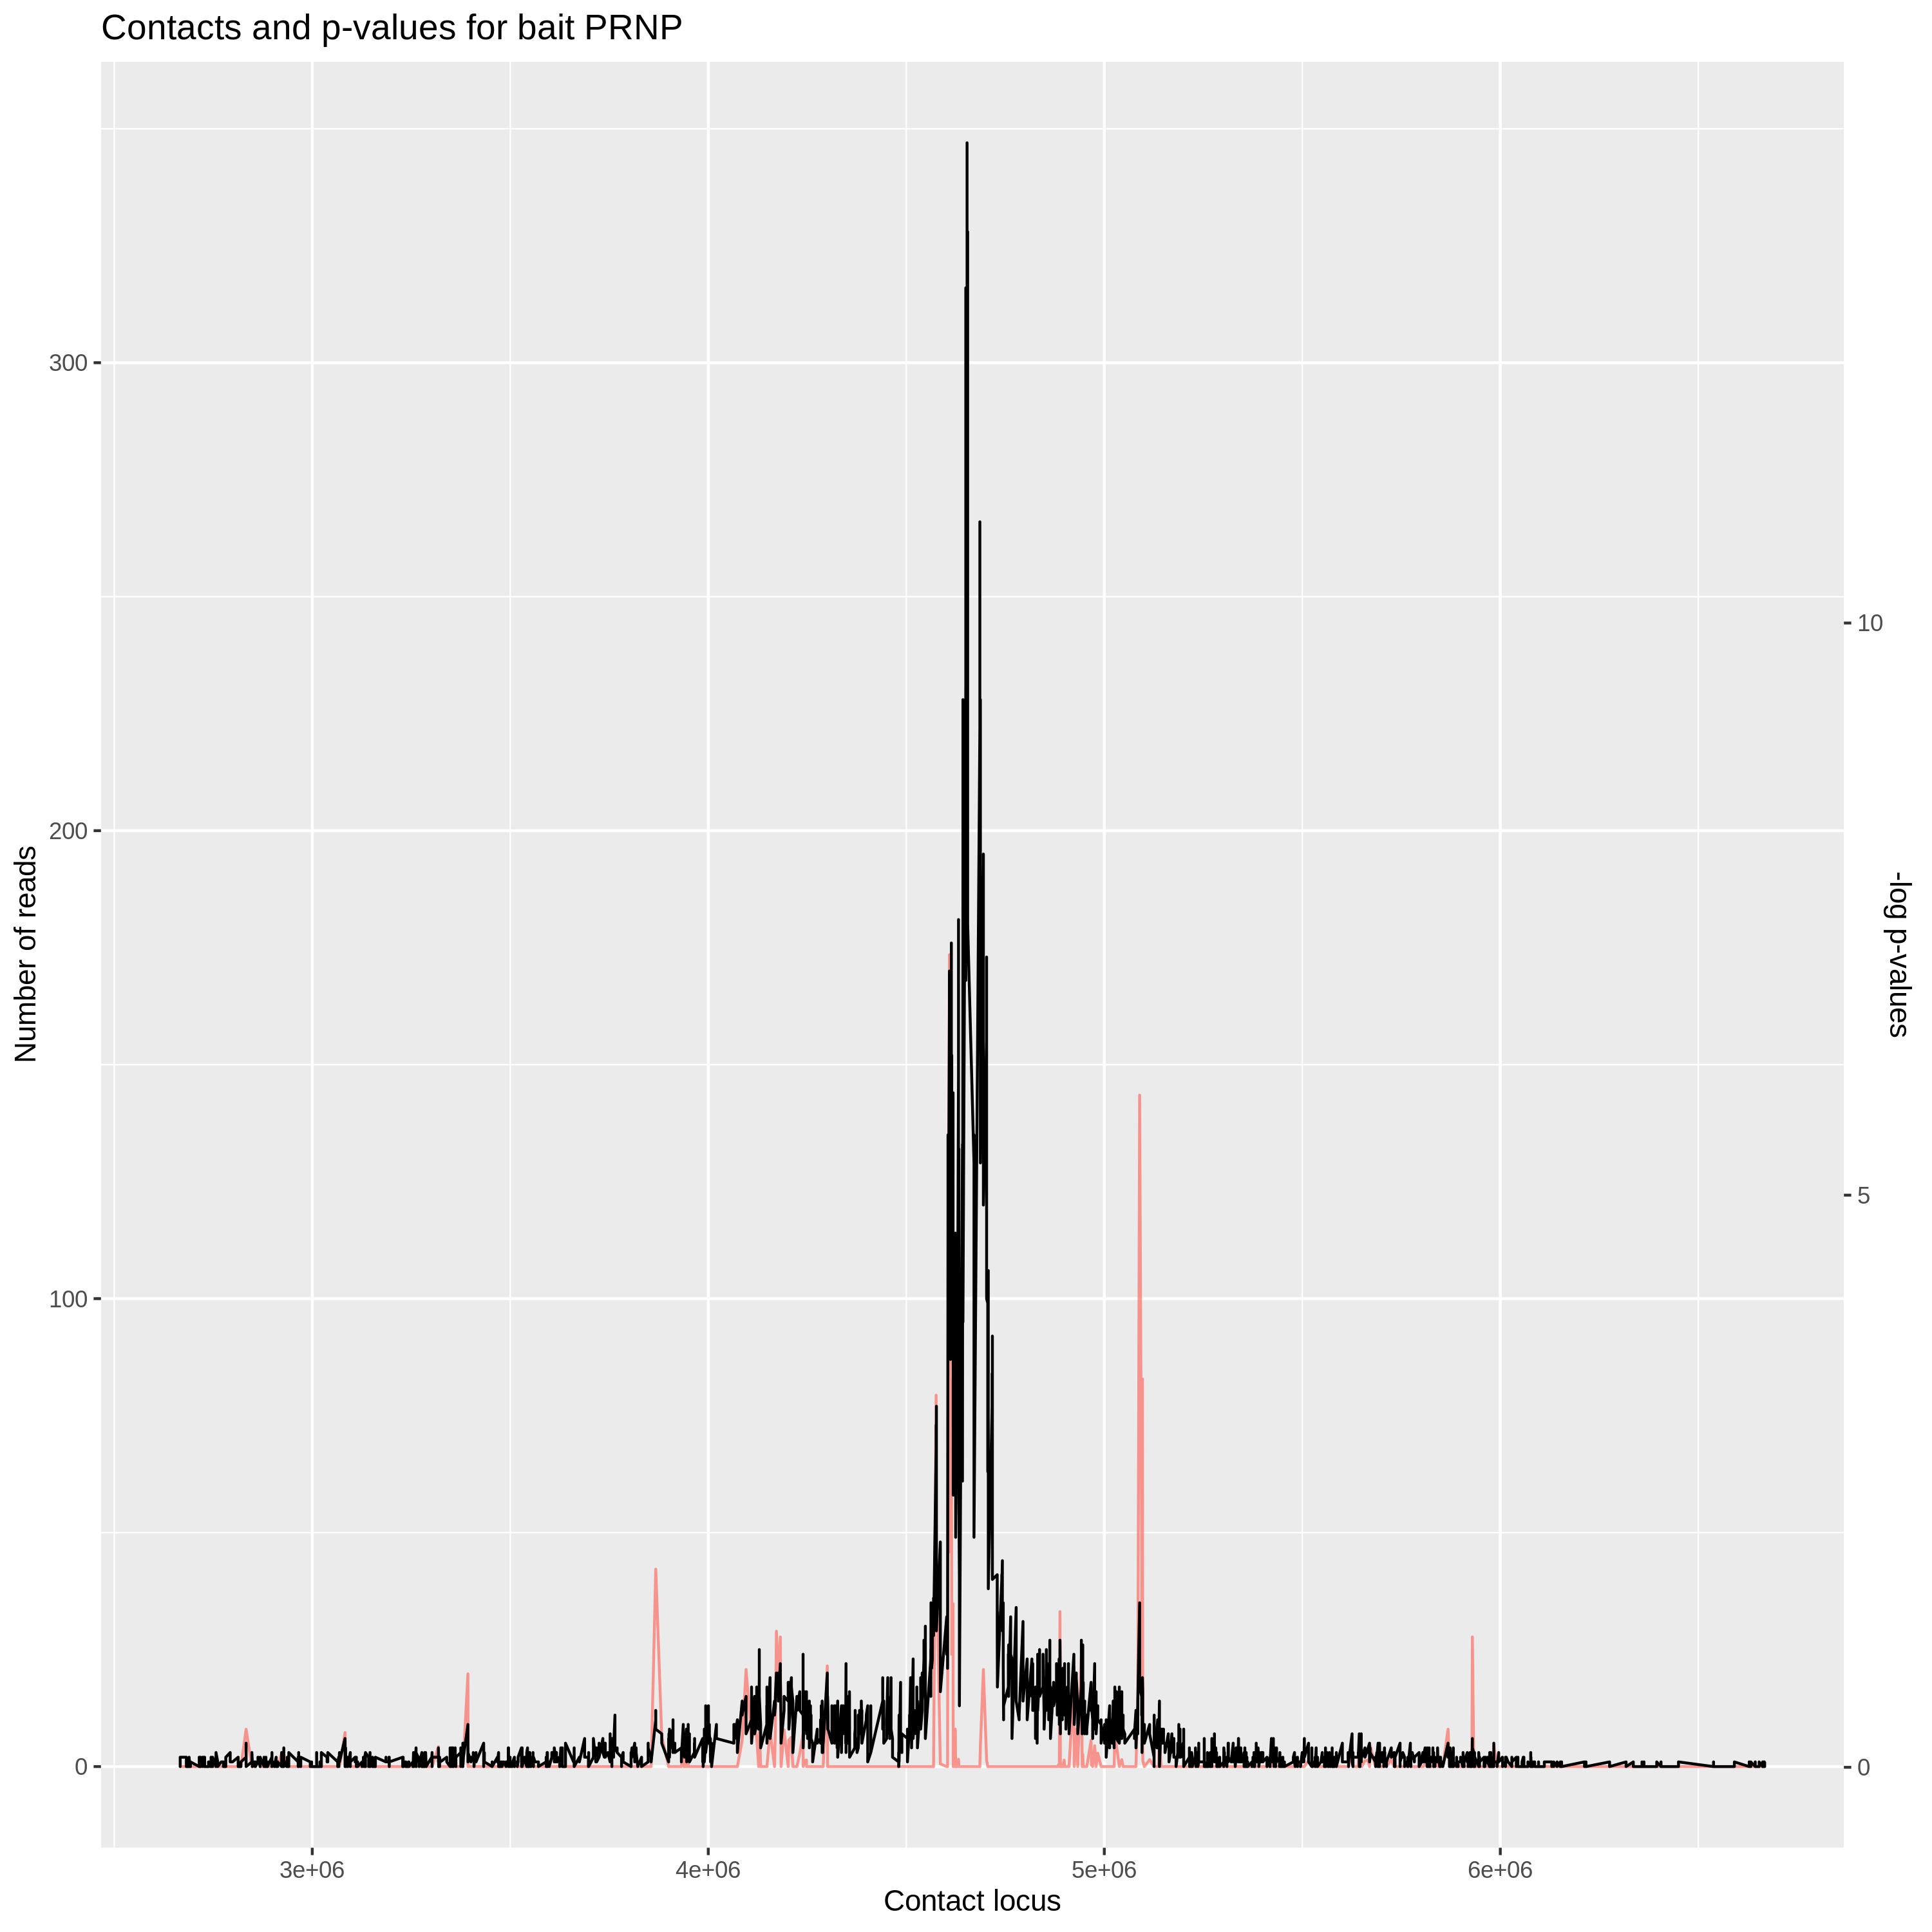 Contacts and p-values for bait PRNP
300
200
100
0
Number of reads
10
5
0
-log p-values
3e+06
4e+06
5e+06
6e+06
Contact locus